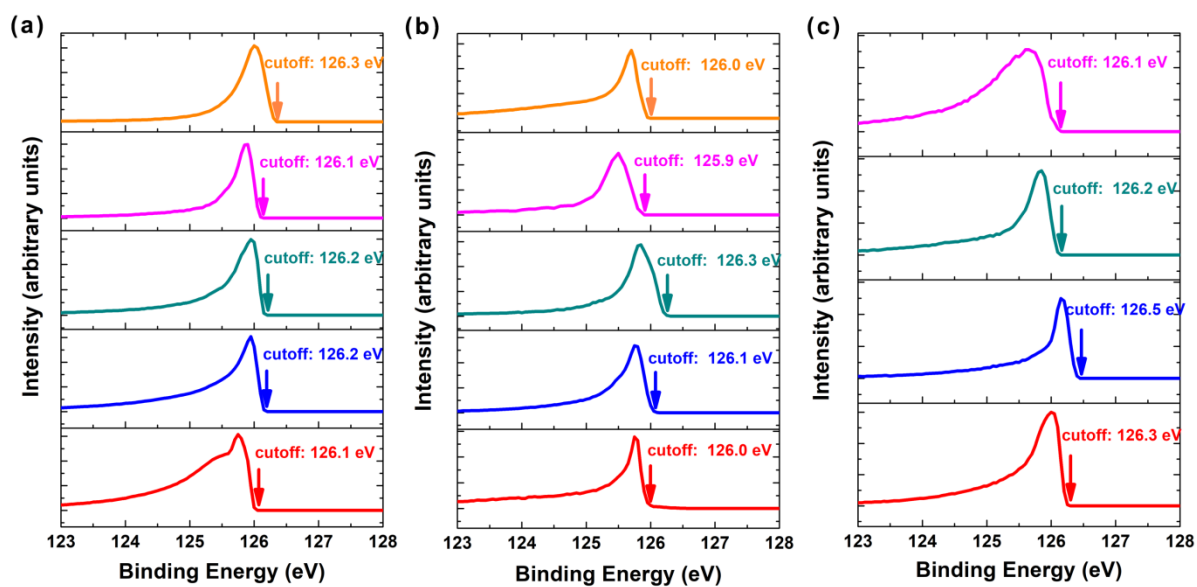 (a)
Intensity (arbitrary units)
cutoff: 126.3 eV
cutoff: 126.1 eV
cutoff: 126.2 eV
cutoff: 126.2 eV
cutoff: 126.1 eV
123 124 125 126 127 128
Binding Energy (eV)
(b)
Intensity (arbitrary units)
cutoff: 126.0 eV
cutoff: 125.9 eV
cutoff: 126.3 eV
cutoff: 126.1 eV
cutoff: 126.0 eV
123 124 125 126 127 128
Binding Energy (eV)
(c)
Intensity (arbitrary units)
cutoff: 126.1 eV
cutoff: 126.2 eV
cutoff: 126.5 eV
cutoff: 126.3 eV
123 124 125 126 127 128
Binding Energy (eV)